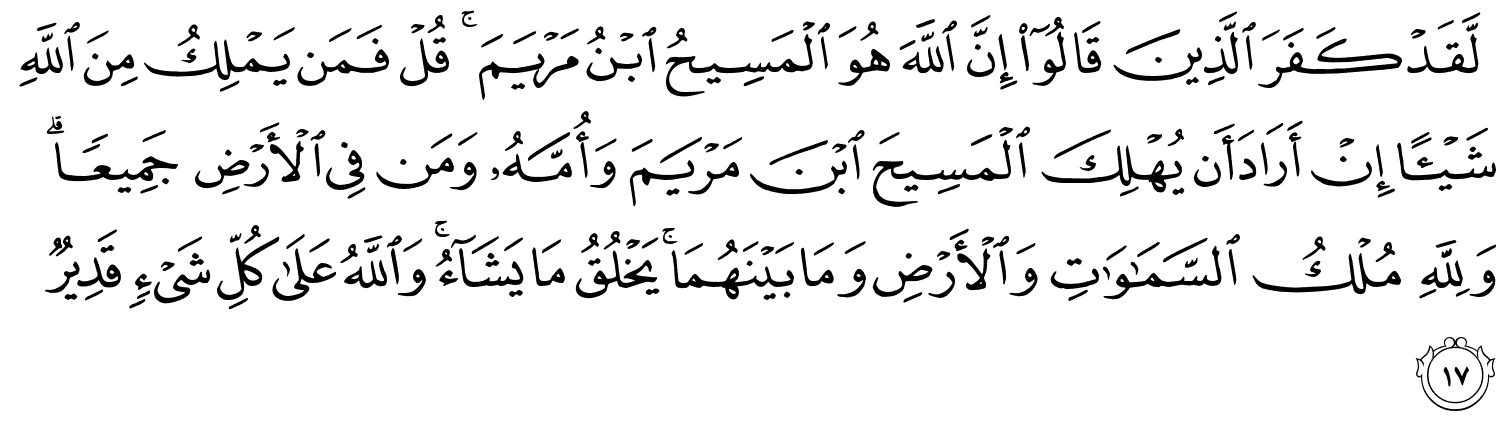 لَّقَدْ كَفَرَ ٱلَّذِينَ قَالُوٓا۟ إِنَّ ٱللَّهَ هُوَ ٱلْمَسِيحُ ٱبْنُ مَرْيَمَ ۚ قُلْ فَمَن يَمْلِكُ مِنَ ٱللَّهِ
شَيْـًٔا إِنْ أَرَادَ أَن يُهْلِكَ ٱلْمَسِيحَ ٱبْنَ مَرْيَمَ وَأُمَّهُۥ وَمَن فِى ٱلْأَرْضِ جَمِيعًا ۗ
وَلِلَّهِ مُلْكُ ٱلسَّمَـٰوَٰتِ وَٱلْأَرْضِ وَمَا بَيْنَهُمَا ۚ يَخْلُقُ مَا يَشَآءُ ۚ وَٱللَّهُ عَلَىٰ كُلِّ شَىْءٍ قَدِيرٌ
١٧